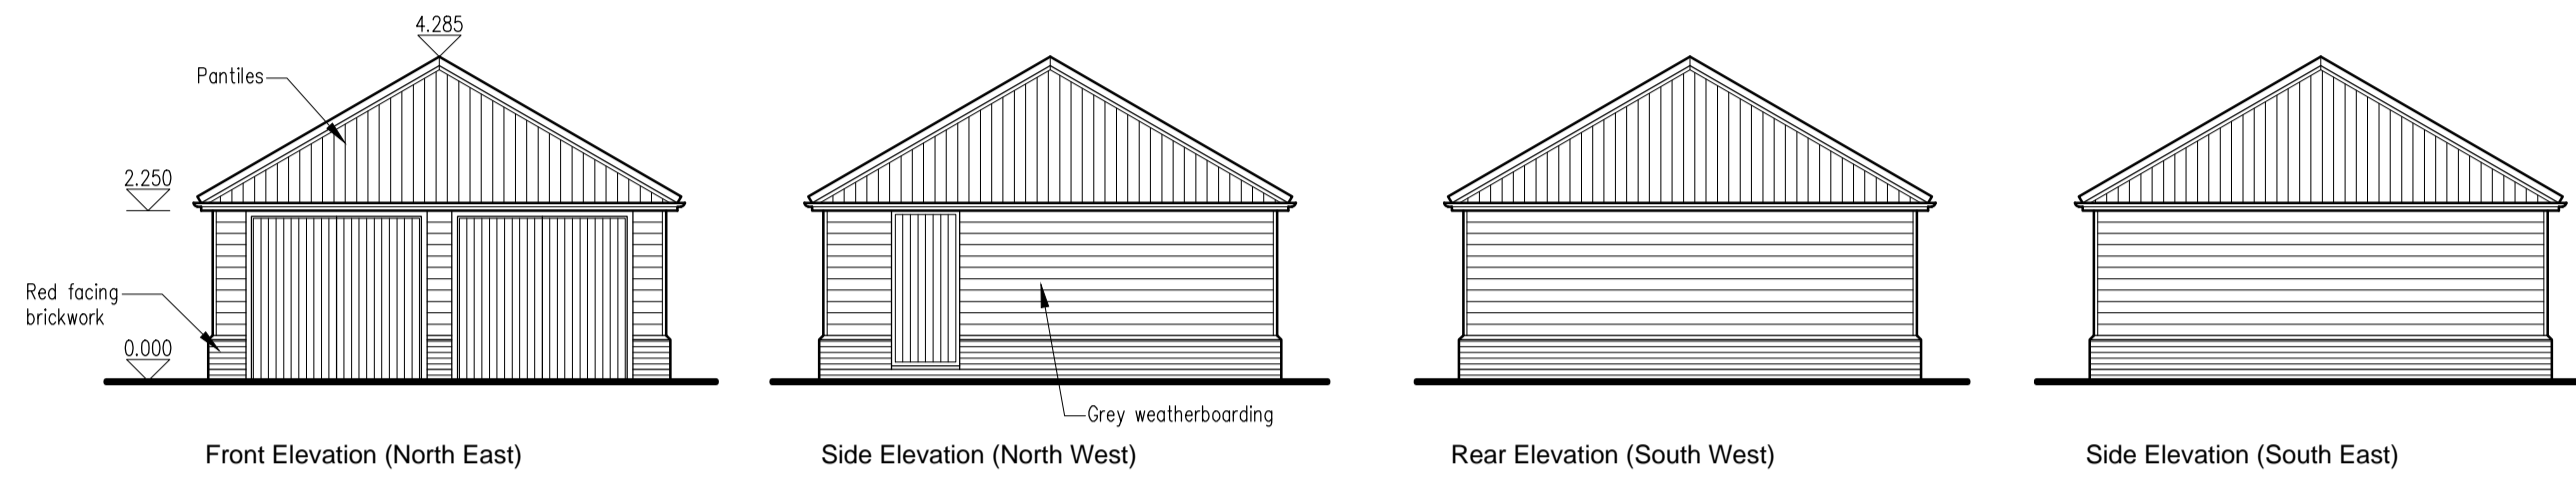 4.285
Pantiles
2.250
Red facing
brickwork
0.000
Grey weatherboarding
Front Elevation (North East)
Side Elevation (North West)
Rear Elevation (South West)
Side Elevation (South East)